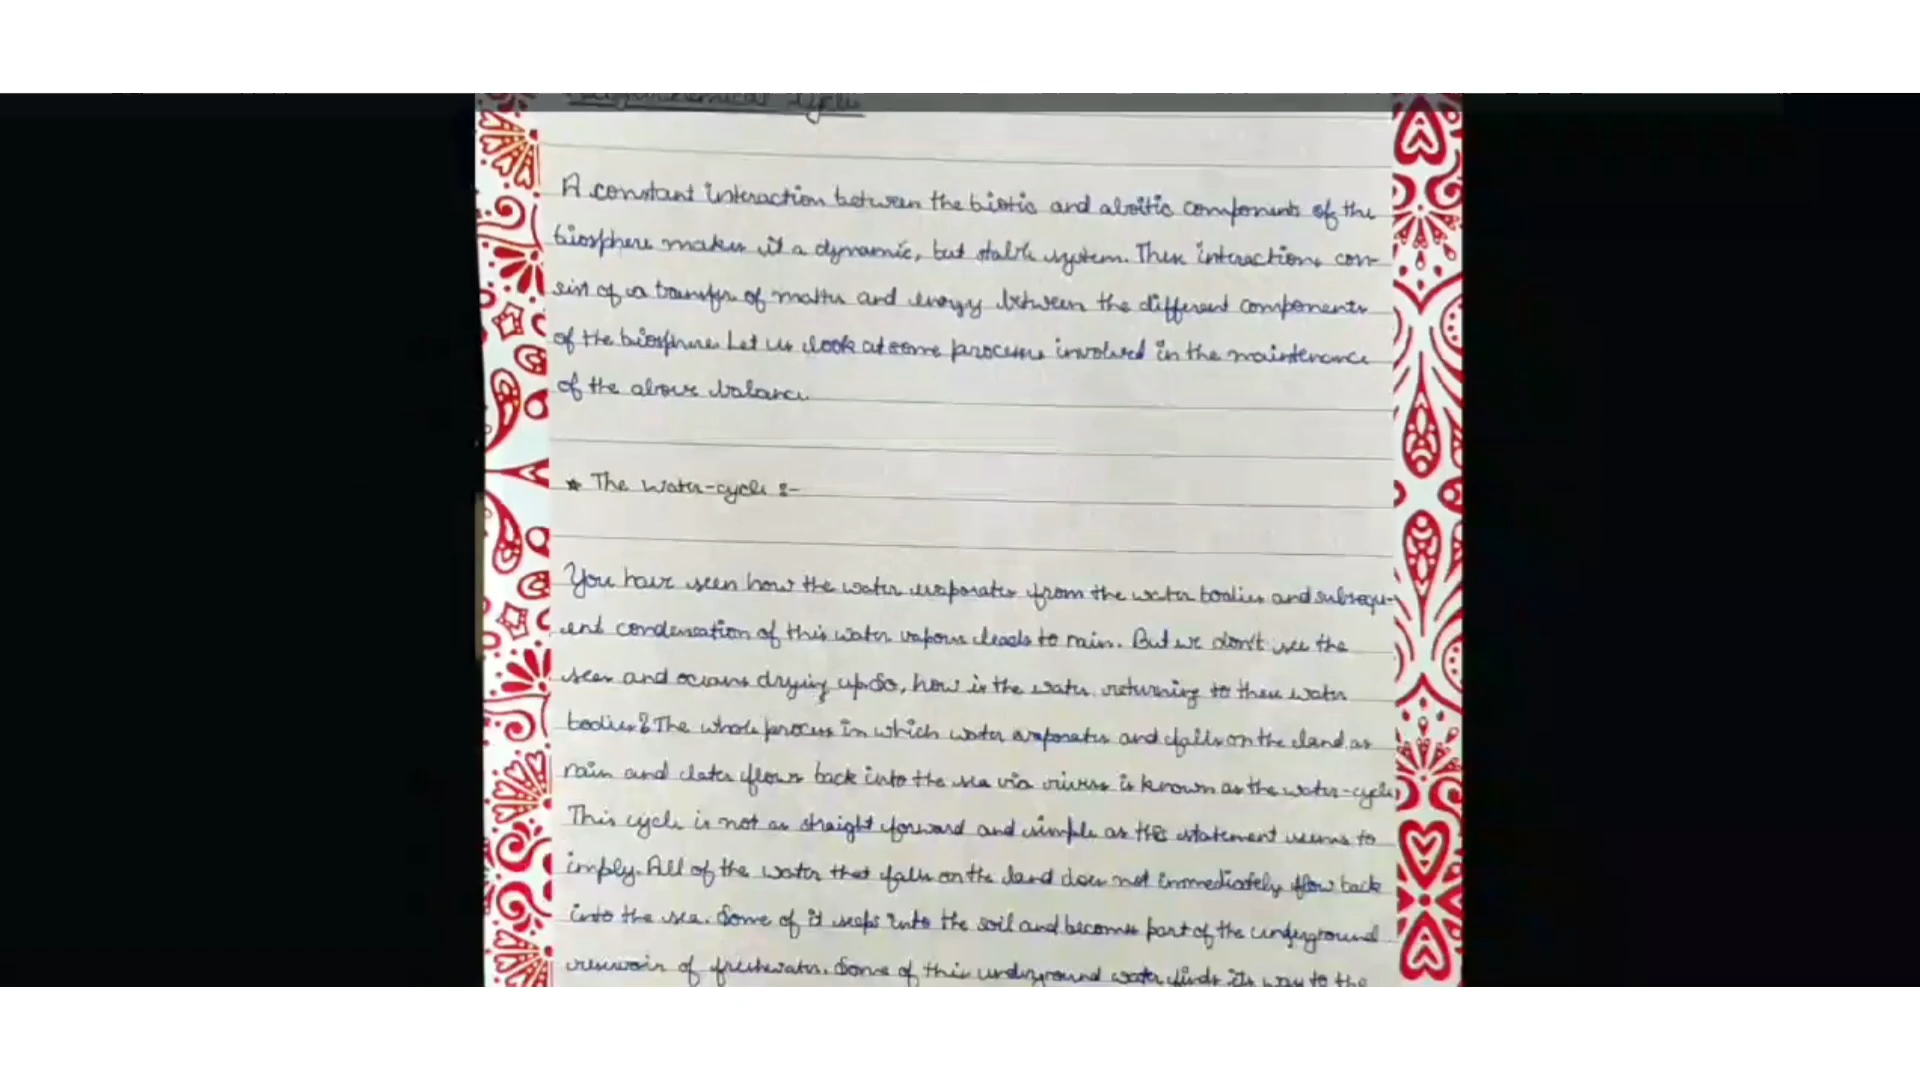 A constant interaction between the biotic and aboitic components of the
biosphere makes it a dynamic, but stable system. These interactions con-
sist of a transfer of matter and energy between the different components
of the biosphere. Let us look at some processes involved in the maintenance
of the above balance.
* The water-cycle :-
You have seen how the water evaporates from the water bodies and subsequ-
ent condensation of this water vapour leads to rain. But we don't see the
seas and oceans drying up. So, how is the water returning to these water
bodies? The whole process in which water evaporates and falls on the land as
rain and later flows back into the sea via rivers is known as the water-cycle
This cycle is not as straight forward and simple as this statement seems to
imply. All of the water that falls on the land does not immediately flow back
into the sea. Some of it seeps into the soil and becomes part of the underground
reservoir of freshwater. Some of this underground water finds its way to the